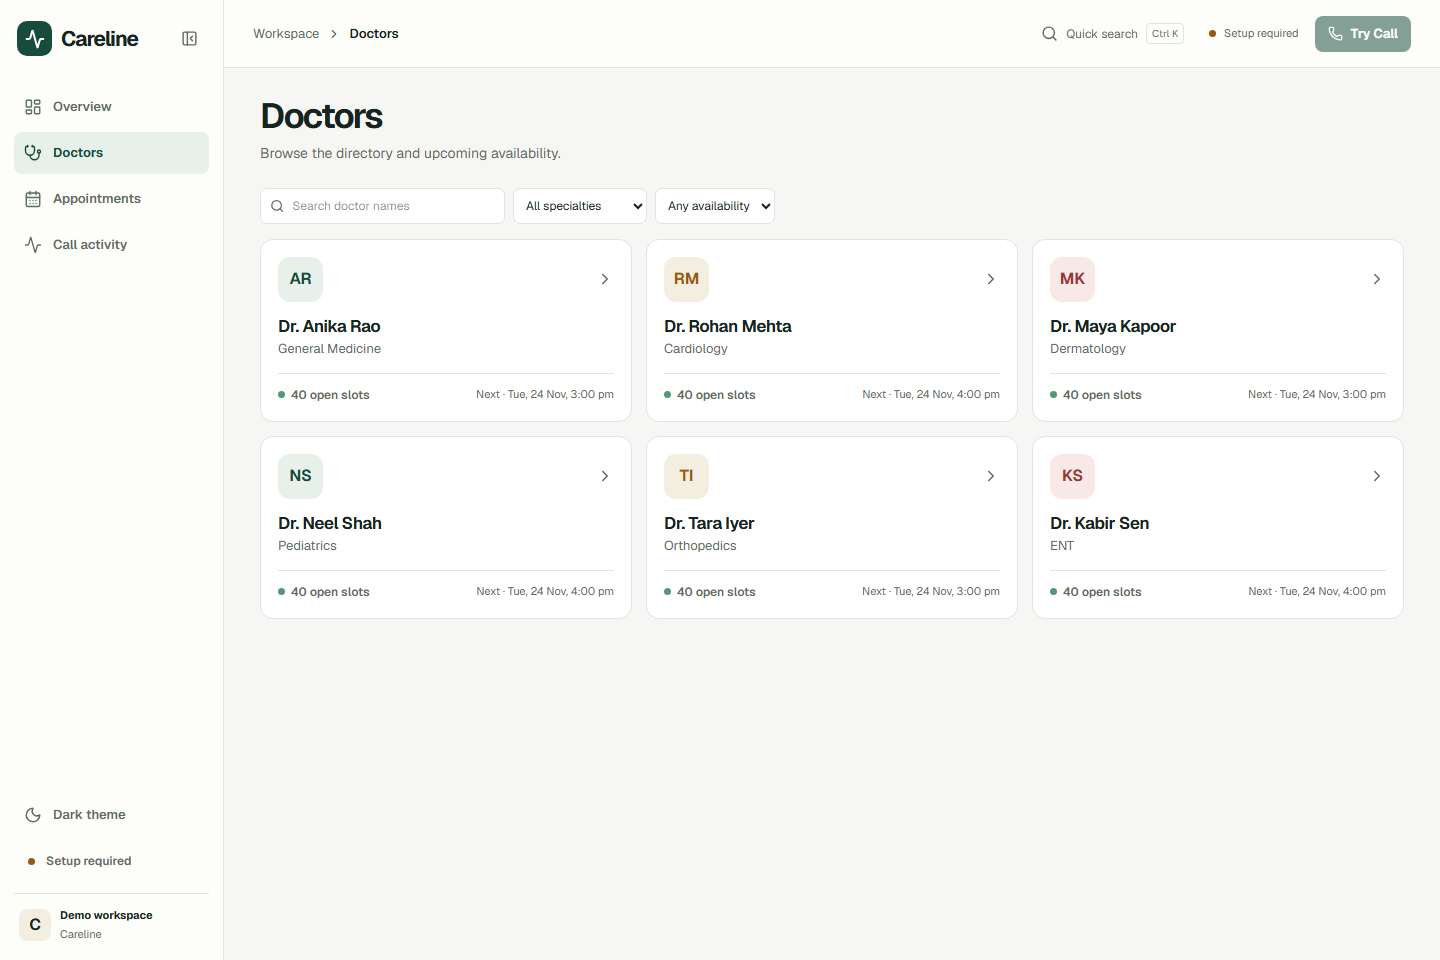 Careline
Overview
Doctors
Appointments
Call activity
Dark theme
Setup required
C
Demo workspace
Careline
Workspace > Doctors
Quick search Ctrl K
Setup required
Try Call
Doctors
Browse the directory and upcoming availability.
Search doctor names
All specialties
Any availability
AR
Dr. Anika Rao
General Medicine
40 open slots Next · Tue, 24 Nov, 3:00 pm
RM
Dr. Rohan Mehta
Cardiology
40 open slots Next · Tue, 24 Nov, 4:00 pm
MK
Dr. Maya Kapoor
Dermatology
40 open slots Next · Tue, 24 Nov, 3:00 pm
NS
Dr. Neel Shah
Pediatrics
40 open slots Next · Tue, 24 Nov, 4:00 pm
TI
Dr. Tara Iyer
Orthopedics
40 open slots Next · Tue, 24 Nov, 3:00 pm
KS
Dr. Kabir Sen
ENT
40 open slots Next · Tue, 24 Nov, 4:00 pm